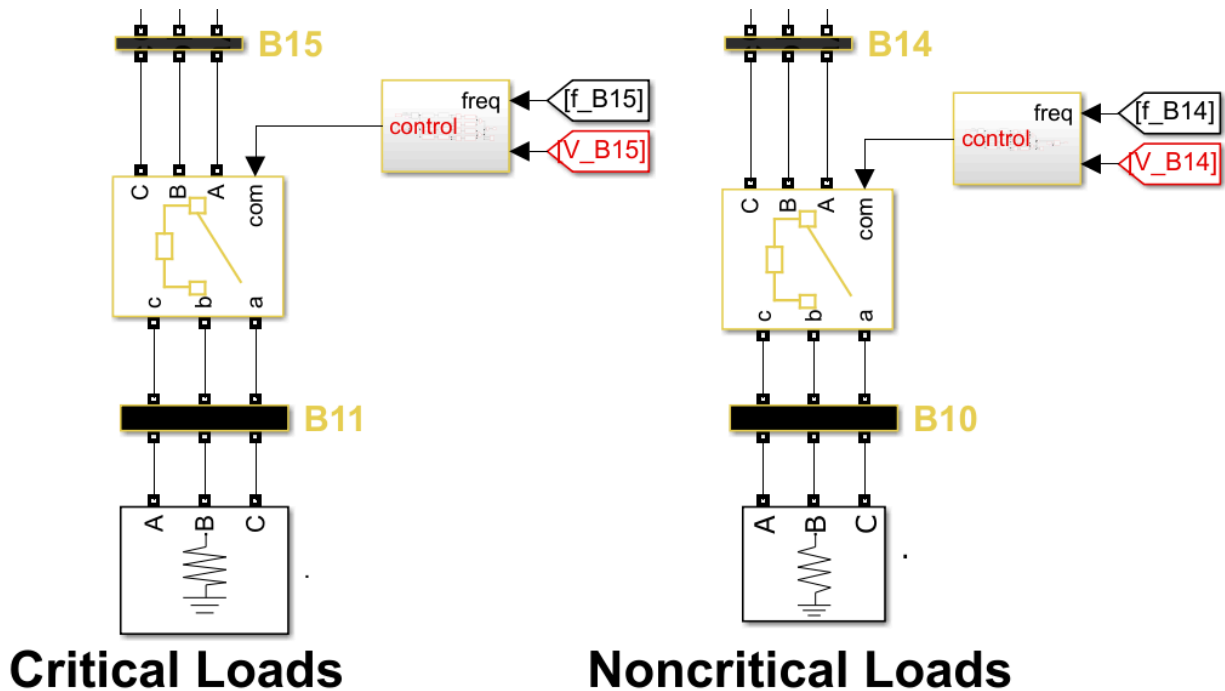 B15
freq
[f_B15]
control
[V_B15]
C B A com
c b a
B11
A B C
Critical Loads
B14
freq
[f_B14]
control
[V_B14]
C B A com
c b a
B10
A B C
Noncritical Loads